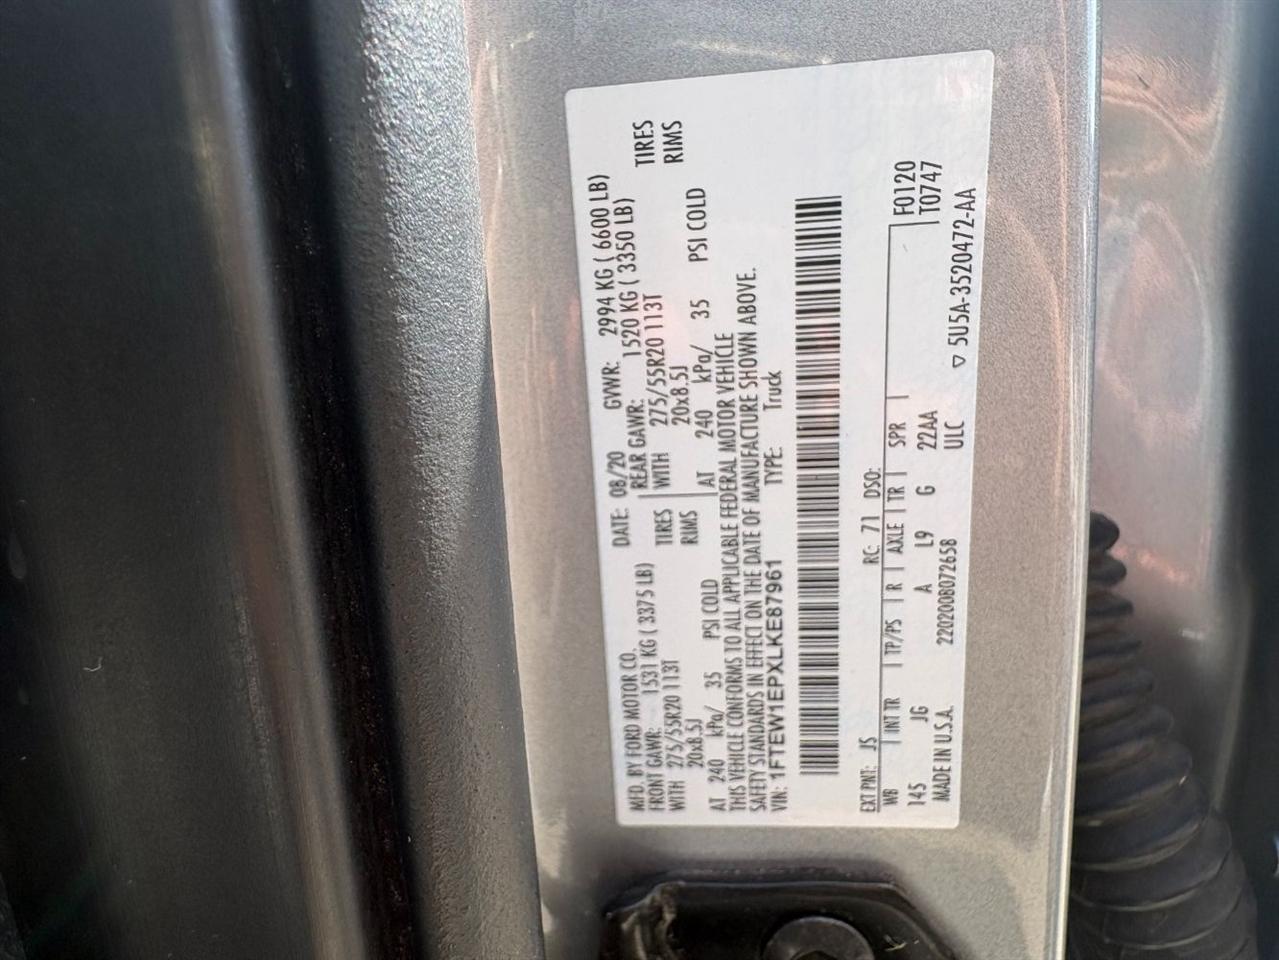 MFD. BY FORD MOTOR CO.
DATE: 08/20 GVWR: 2994 KG ( 6600 LB)
FRONT GAWR: 1531 KG ( 3375 LB) REAR GAWR: 1520 KG ( 3350 LB)
WITH 275/55R20 113T TIRES WITH 275/55R20 113T TIRES
20x8.5J RIMS 20x8.5J RIMS
AT 240 kPa/ 35 PSI COLD AT 240 kPa/ 35 PSI COLD
THIS VEHICLE CONFORMS TO ALL APPLICABLE FEDERAL MOTOR VEHICLE
SAFETY STANDARDS IN EFFECT ON THE DATE OF MANUFACTURE SHOWN ABOVE.
VIN: 1FTEW1EPXLKE87961 TYPE: Truck
EXT PNT: JS RC: 71 DSO: F0120
WB INT TR TP/PS R AXLE TR SPR T0747
145 JG A L9 G 22AA
MADE IN U.S.A. 220200B072658 ULC
▽ 5U5A-3520472-AA